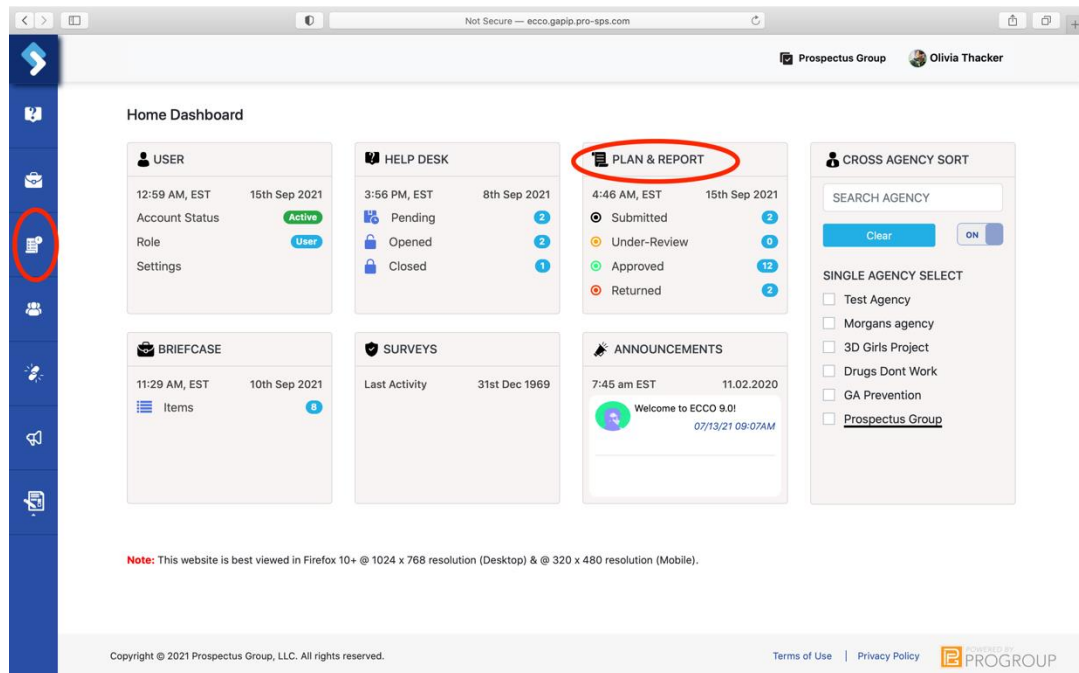 Not Secure — ecco.gapip.pro-sps.com
Prospectus Group
Olivia Thacker
Home Dashboard
USER
12:59 AM, EST 15th Sep 2021
Account Status Active
Role User
Settings
HELP DESK
3:56 PM, EST 8th Sep 2021
Pending 2
Opened 2
Closed 1
PLAN & REPORT
4:46 AM, EST 15th Sep 2021
Submitted 2
Under-Review 0
Approved 12
Returned 2
CROSS AGENCY SORT
SEARCH AGENCY
Clear ON
SINGLE AGENCY SELECT
Test Agency
Morgans agency
3D Girls Project
Drugs Dont Work
GA Prevention
Prospectus Group
BRIEFCASE
11:29 AM, EST 10th Sep 2021
Items 8
SURVEYS
Last Activity 31st Dec 1969
ANNOUNCEMENTS
7:45 am EST 11.02.2020
Welcome to ECCO 9.0!
07/13/21 09:07AM
Note: This website is best viewed in Firefox 10+ @ 1024 x 768 resolution (Desktop) & @ 320 x 480 resolution (Mobile).
Copyright © 2021 Prospectus Group, LLC. All rights reserved.
Terms of Use | Privacy Policy
POWERED BY
PROGROUP